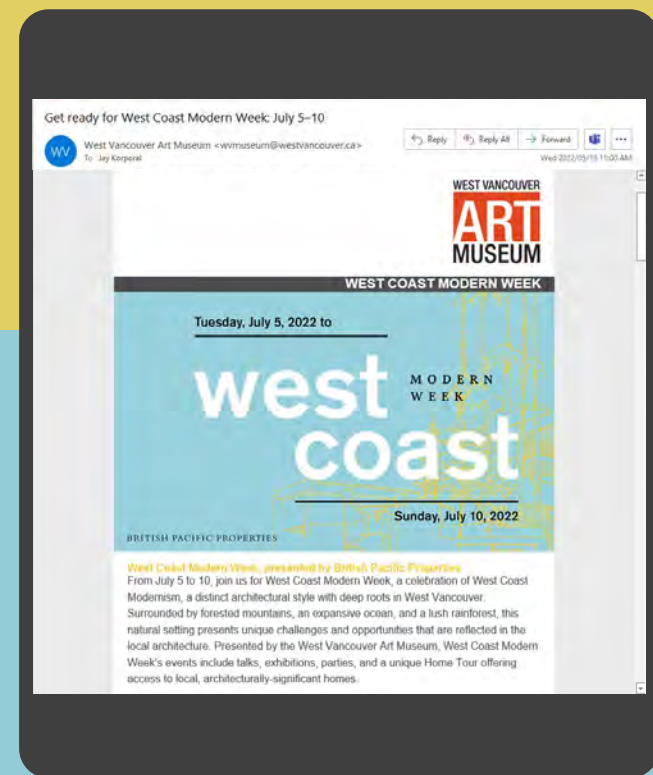 Get ready for West Coast Modern Week: July 5–10
WV
West Vancouver Art Museum <wvmuseum@westvancouver.ca>
To Jay Korporal
Reply
Reply All
Forward
Wed 2022/05/18 11:00 AM
WEST VANCOUVER
ART
MUSEUM
WEST COAST MODERN WEEK
Tuesday, July 5, 2022 to
west
MODERN
WEEK
coast
Sunday, July 10, 2022
BRITISH PACIFIC PROPERTIES
West Coast Modern Week, presented by British Pacific Properties
From July 5 to 10, join us for West Coast Modern Week, a celebration of West Coast
Modernism, a distinct architectural style with deep roots in West Vancouver.
Surrounded by forested mountains, an expansive ocean, and a lush rainforest, this
natural setting presents unique challenges and opportunities that are reflected in the
local architecture. Presented by the West Vancouver Art Museum, West Coast Modern
Week's events include talks, exhibitions, parties, and a unique Home Tour offering
access to local, architecturally-significant homes.